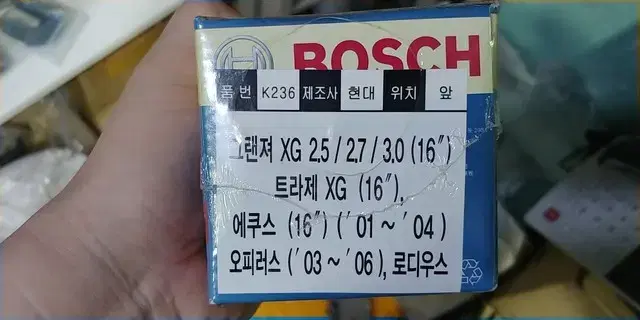 BOSCH
품 번 K236 제조사 현대 위치 앞
그랜져 XG 2.5 / 2.7 / 3.0 (16″)
트라제 XG (16″),
에쿠스 (16″) (′01 ~ ′04)
오피러스 (′03 ~ ′06), 로디우스